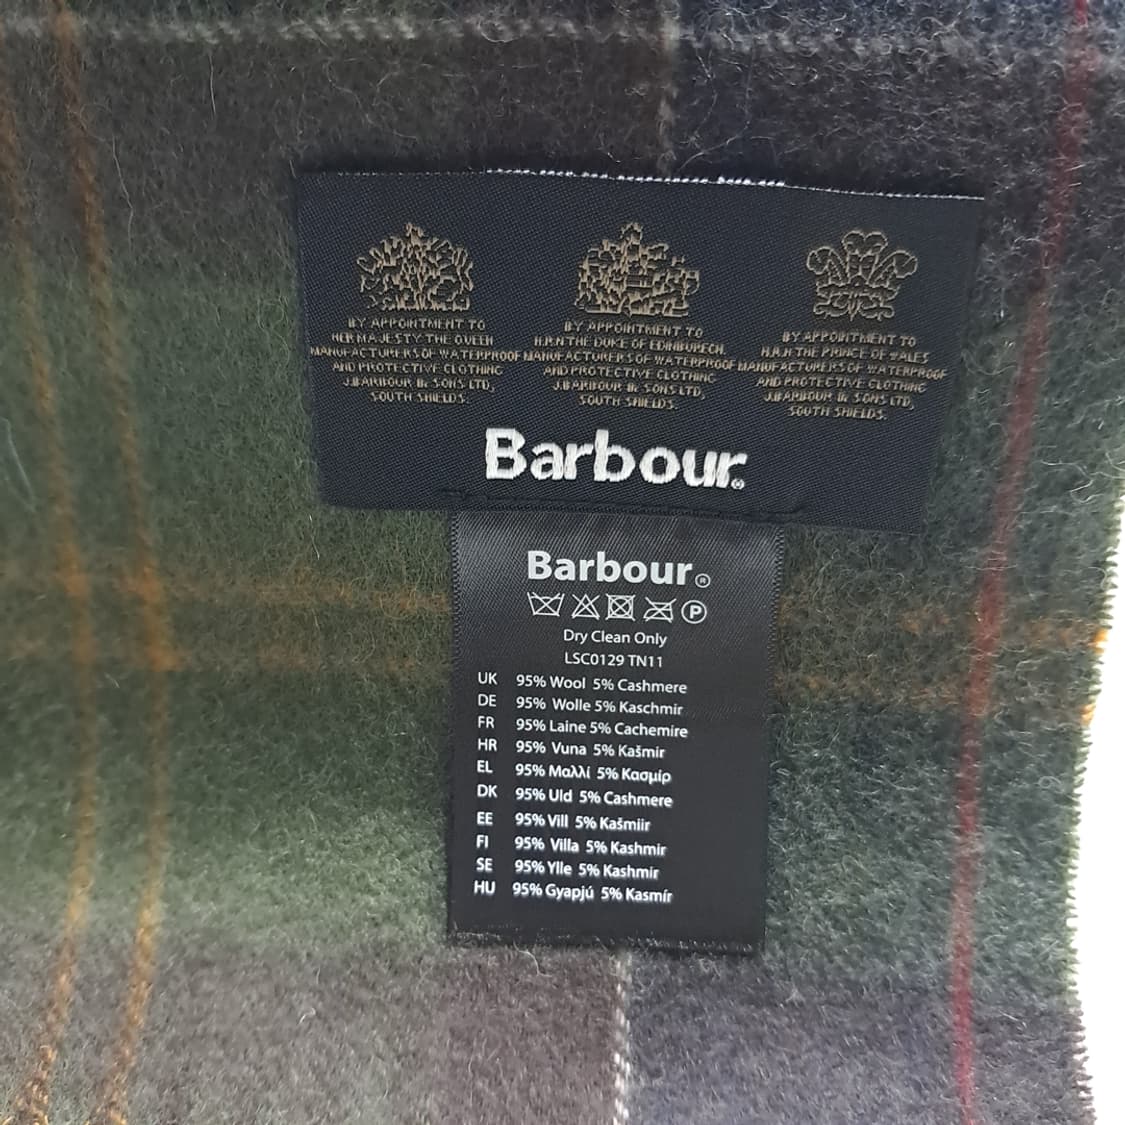 BY APPOINTMENT TO
HER MAJESTY THE QUEEN
MANUFACTURERS OF WATERPROOF
AND PROTECTIVE CLOTHING
J.BARBOUR & SONS LTD,
SOUTH SHIELDS.
BY APPOINTMENT TO
H.R.H THE DUKE OF EDINBURGH.
MANUFACTURERS OF WATERPROOF
AND PROTECTIVE CLOTHING
J.BARBOUR & SONS LTD,
SOUTH SHIELDS.
BY APPOINTMENT TO
H.R.H THE PRINCE OF WALES
MANUFACTURERS OF WATERPROOF
AND PROTECTIVE CLOTHING
J.BARBOUR & SONS LTD,
SOUTH SHIELDS.
Barbour®
Barbour®
P
Dry Clean Only
LSC0129 TN11
UK 95% Wool 5% Cashmere
DE 95% Wolle 5% Kaschmir
FR 95% Laine 5% Cachemire
HR 95% Vuna 5% Kašmir
EL 95% Μαλλί 5% Κασμίρ
DK 95% Uld 5% Cashmere
EE 95% Vill 5% Kašmiir
FI 95% Villa 5% Kashmir
SE 95% Ylle 5% Kashmir
HU 95% Gyapjú 5% Kasmír